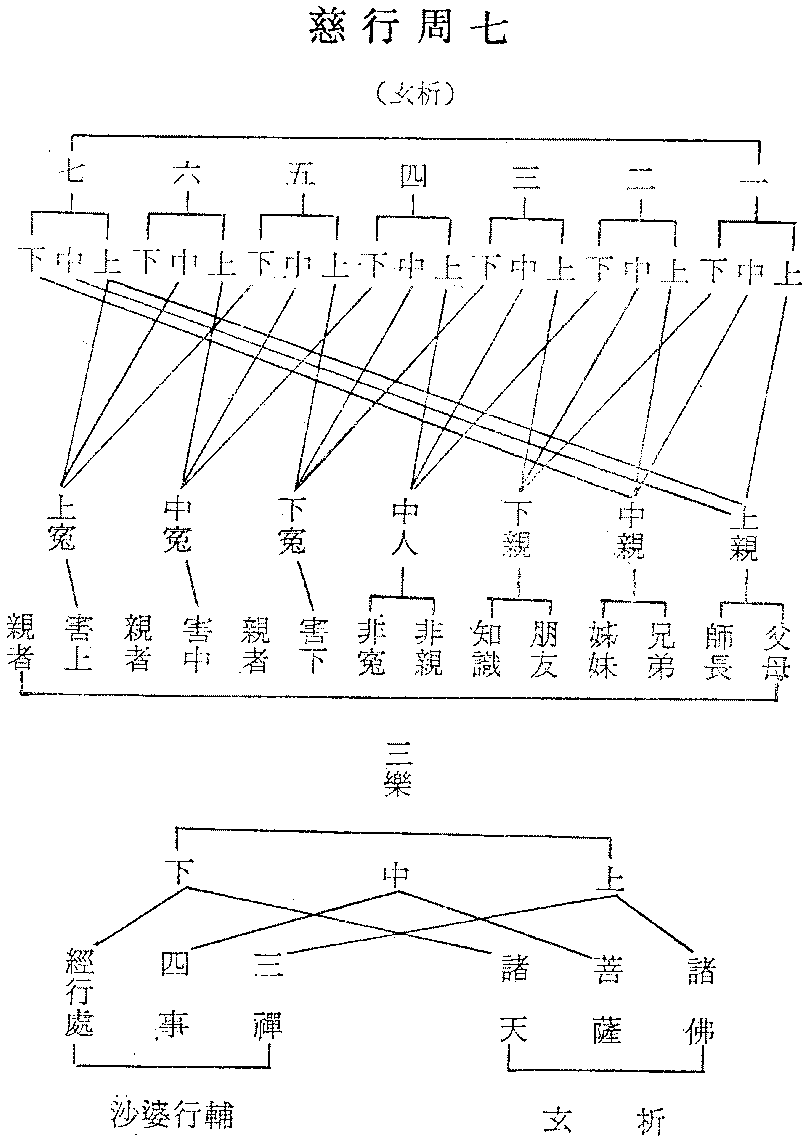 七周行慈
（玄析）
一 二 三 四 五 六 七
上中下 上中下 上中下 上中下 上中下 上中下 上中下
上親 中親 下親 中人 下冤 中冤 上冤
父母 師長 兄弟 姊妹 朋友 知識 非親 非冤 害下 親者 害中 親者 害上 親者
三樂
上 中 下
諸佛 菩薩 諸天 三禪 四事 經行處
玄析 輔行婆沙